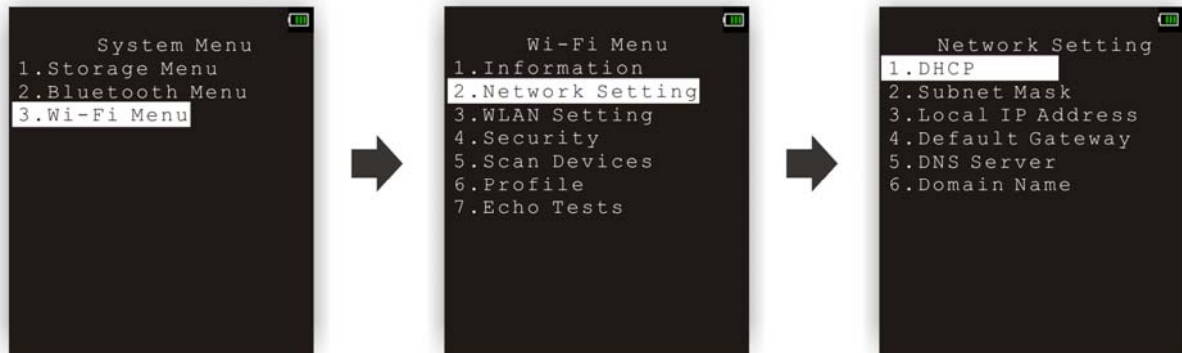 System Menu
1.Storage Menu
2.Bluetooth Menu
3.Wi-Fi Menu
Wi-Fi Menu
1.Information
2.Network Setting
3.WLAN Setting
4.Security
5.Scan Devices
6.Profile
7.Echo Tests
Network Setting
1.DHCP
2.Subnet Mask
3.Local IP Address
4.Default Gateway
5.DNS Server
6.Domain Name